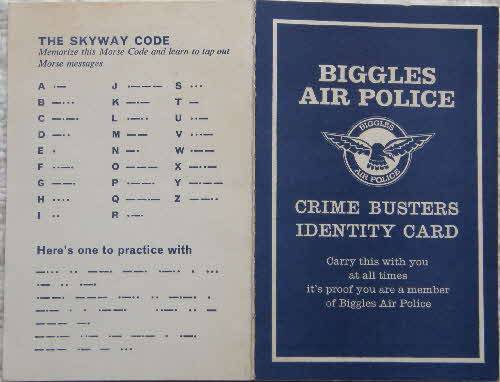 THE SKYWAY CODE
Memorize this Morse Code and learn to tap out
Morse messages
A J S
B K T
C L U
D M V
E N W
F O X
G P Y
H Q Z
I R
Here's one to practice with
BIGGLES
AIR POLICE
BIGGLES
AIR POLICE
CRIME BUSTERS
IDENTITY CARD
Carry this with you
at all times
it's proof you are a member
of Biggles Air Police